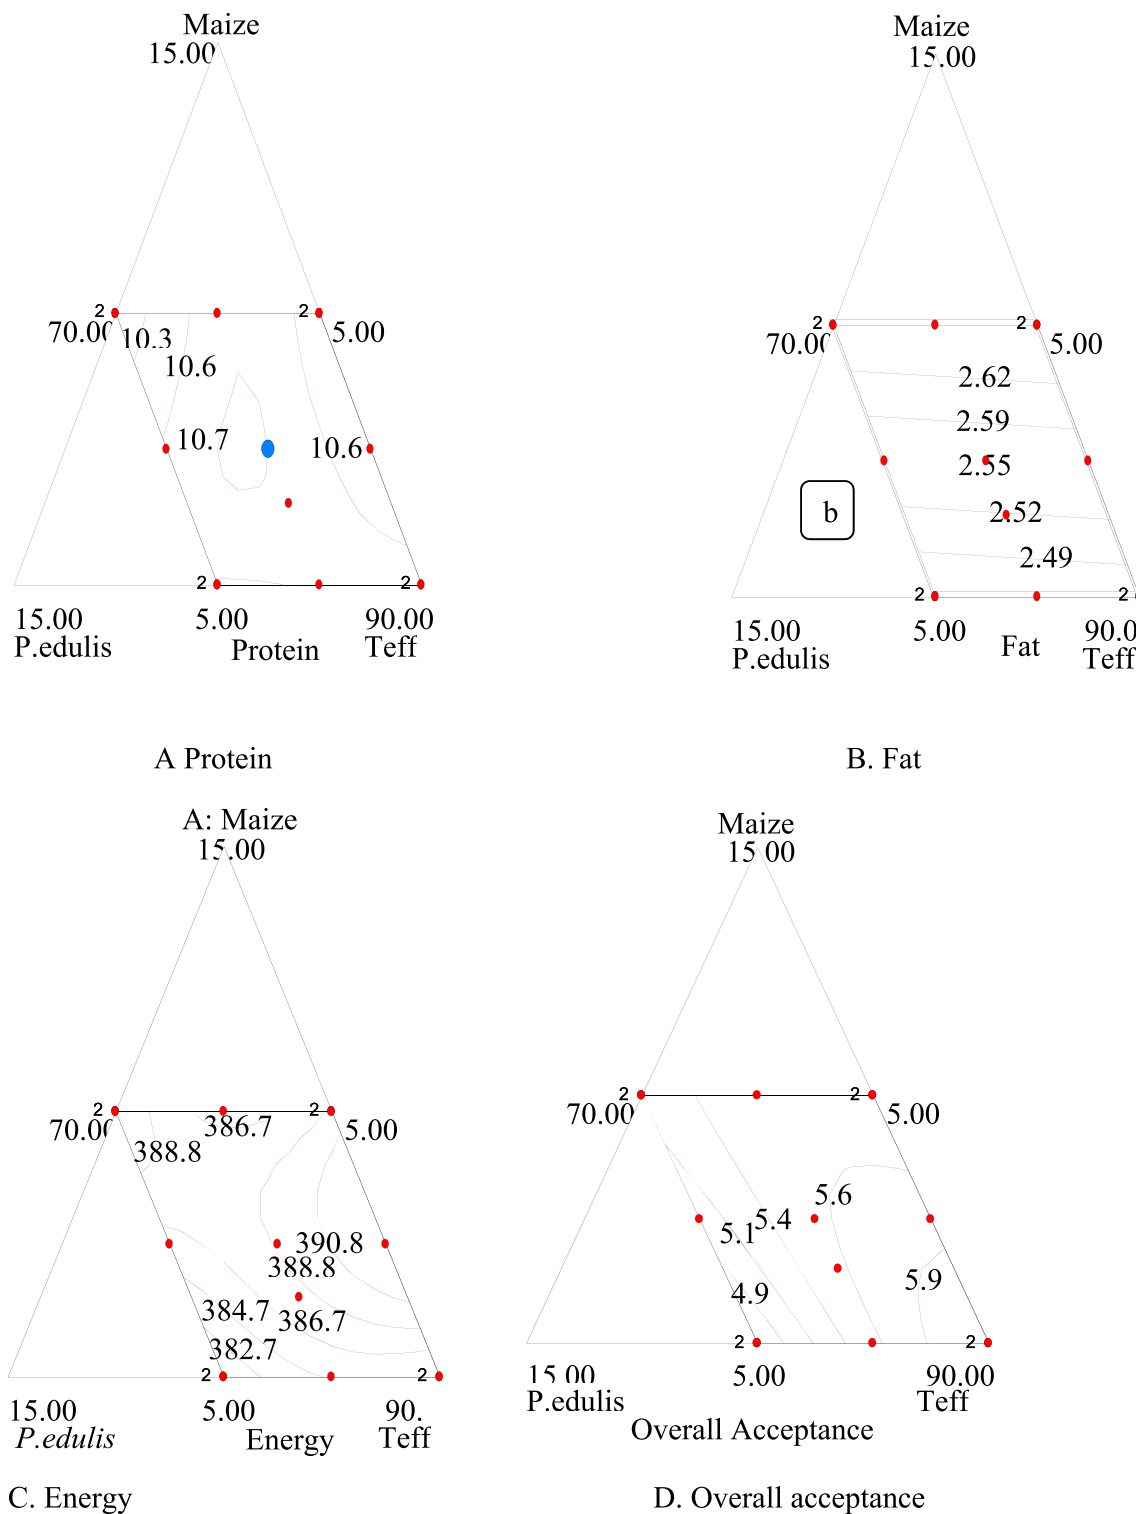 Maize
15.00
2
2
70.00
5.00
10.3
10.6
10.7
10.6
2
2
15.00
5.00
90.00
P.edulis
Protein
Teff
A Protein
Maize
15.00
2
2
70.00
5.00
2.62
2.59
2.55
b
2.52
2.49
2
2
15.00
5.00
90.0
P.edulis
Fat
Teff
B. Fat
A: Maize
15.00
2
2
70.00
386.7
5.00
388.8
390.8
388.8
384.7
386.7
382.7
2
2
15.00
5.00
90.
P.edulis
Energy
Teff
C. Energy
Maize
15 00
2
2
70.00
5.00
5.6
5.4
5.1
5.9
4.9
2
2
15.00
5.00
90.00
P.edulis
Teff
Overall Acceptance
D. Overall acceptance